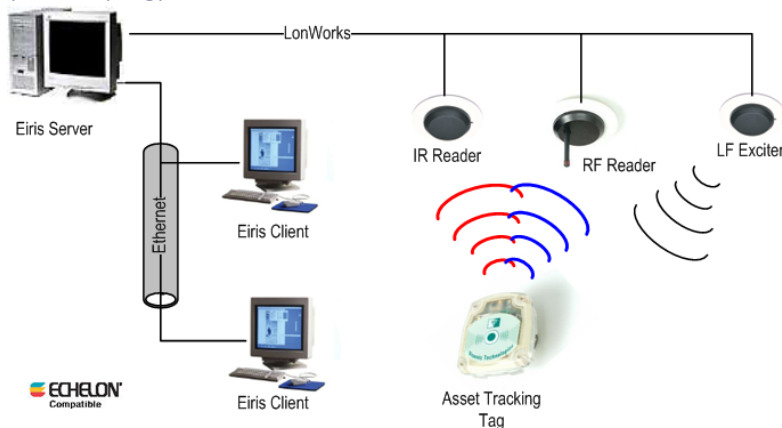 LonWorks
Eiris Server
IR Reader
RF Reader
LF Exciter
Ethernet
Eiris Client
Eiris Client
Asset Tracking
Tag
ECHELON
Compatible